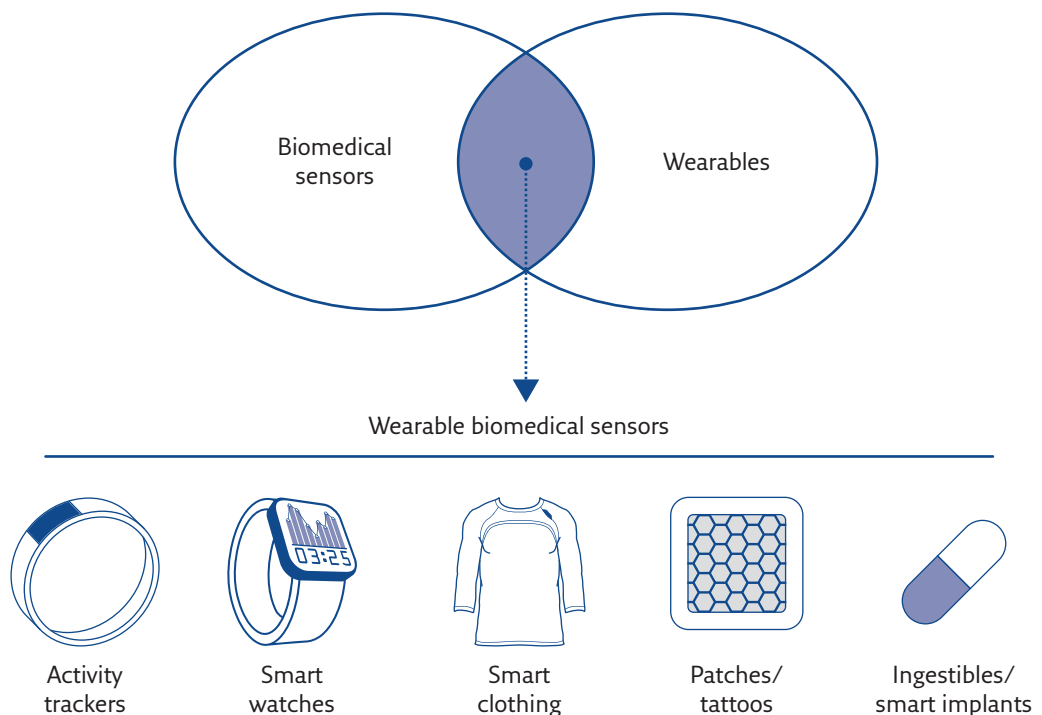 Biomedical
sensors
Wearables
Wearable biomedical sensors
03:25
Activity
trackers
Smart
watches
Smart
clothing
Patches/
tattoos
Ingestibles/
smart implants